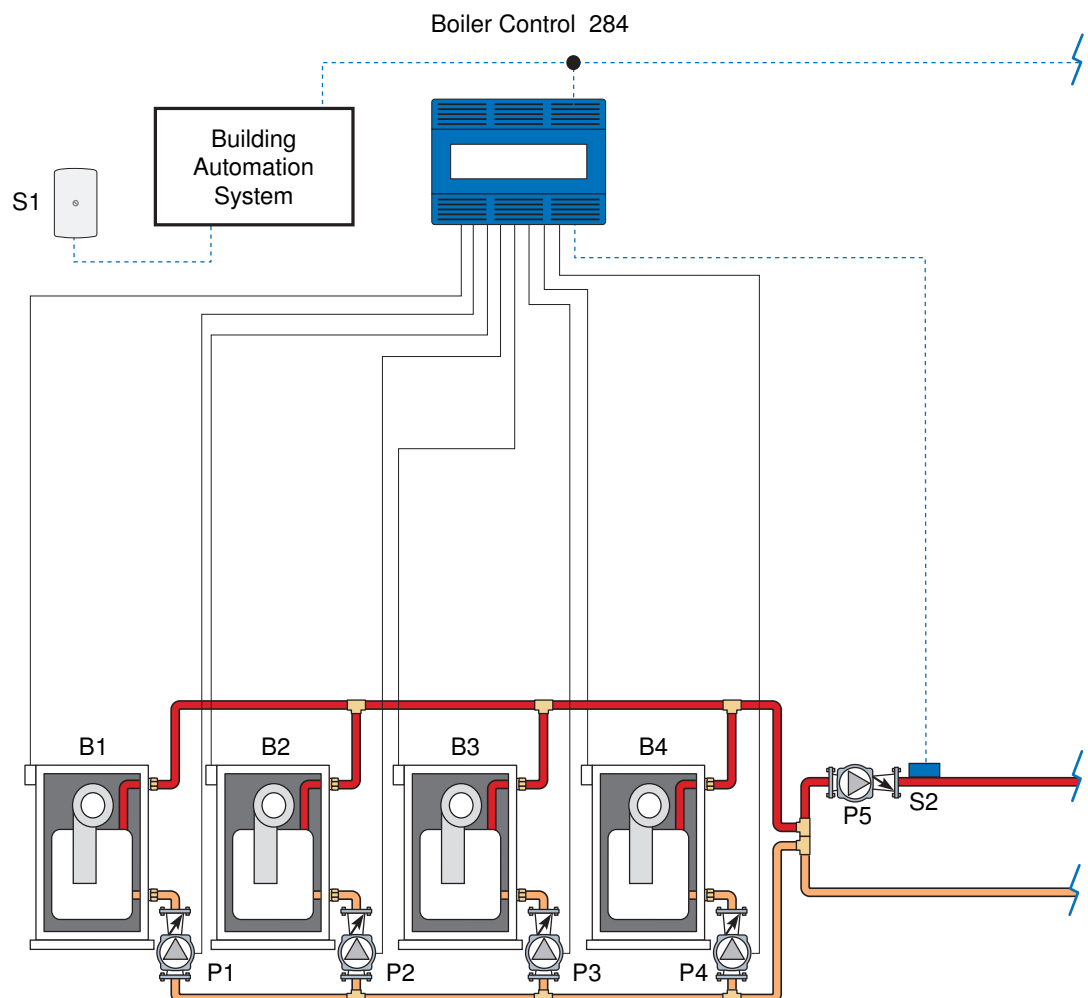 Boiler Control 284
Building
Automation
System
S1
B1
B2
B3
B4
P5
S2
P1
P2
P3
P4